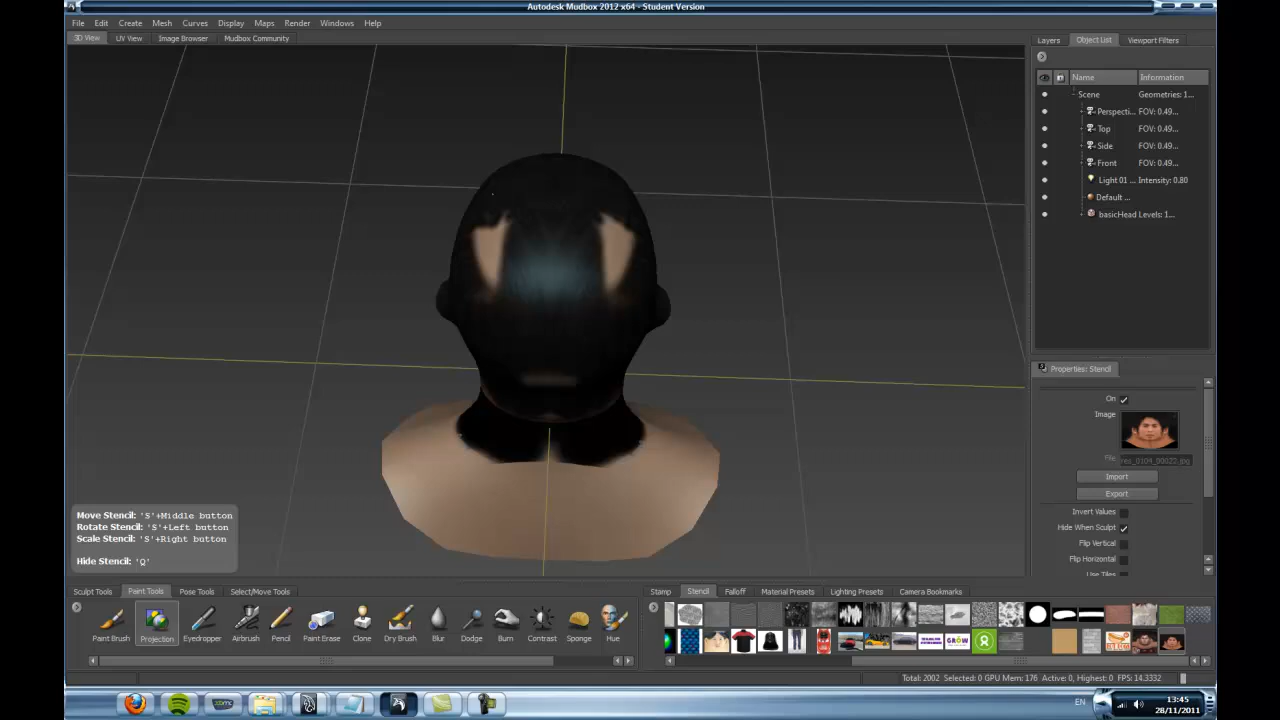 Autodesk Mudbox 2012 x64 - Student Version
File Edit Create Mesh Curves Display Maps Render Windows Help
3D View UV View Image Browser Mudbox Community
Layers Object List Viewport Filters
Name Information
Scene Geometries: 1...
Perspecti... FOV: 0.49...
Top FOV: 0.49...
Side FOV: 0.49...
Front FOV: 0.49...
Light 01 ... Intensity: 0.80
Default ...
basicHead Levels: 1...
Properties: Stencil
On
Image
File res_0104_00022.jpg
Import
Export
Invert Values
Hide When Sculpt
Flip Vertical
Flip Horizontal
Use Tiles
Move Stencil: 'S'+Middle button
Rotate Stencil: 'S'+Left button
Scale Stencil: 'S'+Right button
Hide Stencil: 'Q'
Sculpt Tools Paint Tools Pose Tools Select/Move Tools
Stamp Stencil Falloff Material Presets Lighting Presets Camera Bookmarks
Paint Brush Projection Eyedropper Airbrush Pencil Paint Erase Clone Dry Brush Blur Dodge Burn Contrast Sponge Hue
GROW
Total: 2002 Selected: 0 GPU Mem: 176 Active: 0, Highest: 0 FPS: 14.3332
EN
13:45
28/11/2011